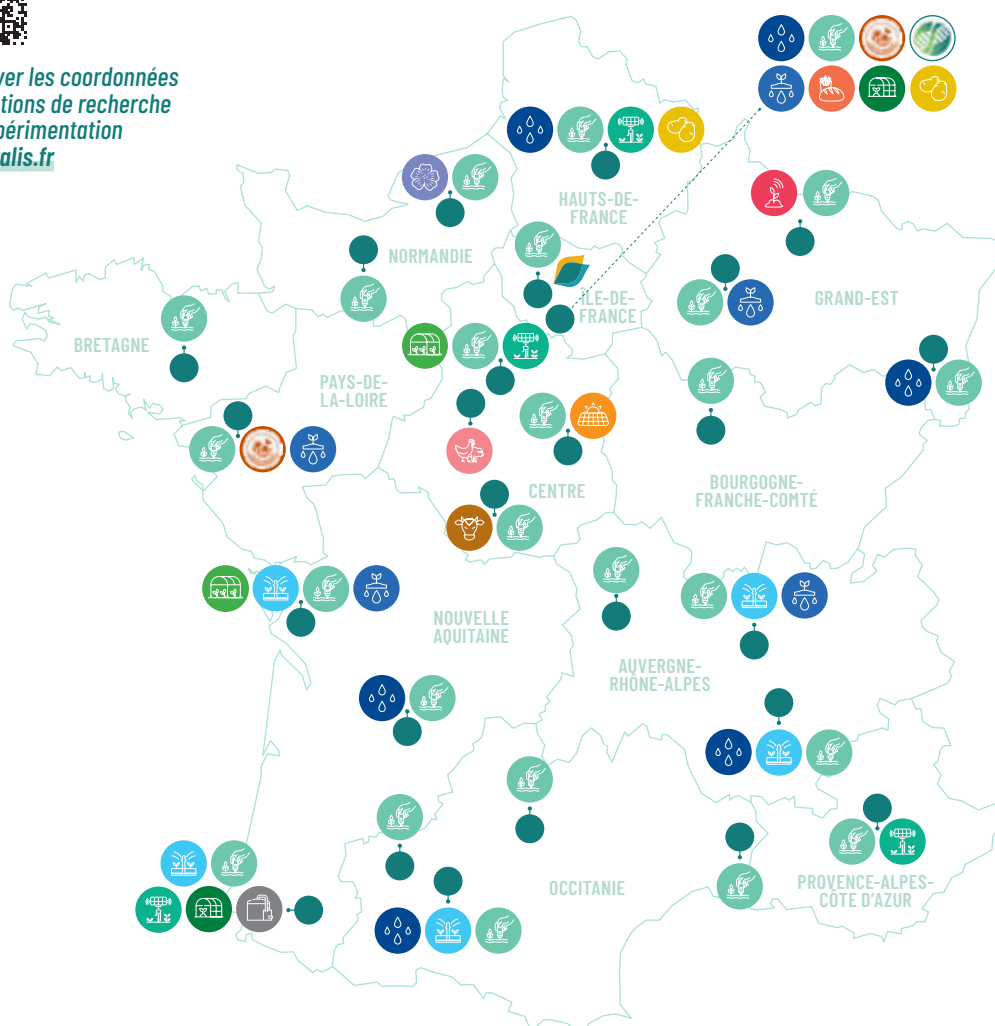 ver les coordonnées
tions de recherche
périmentation
alis.fr
HAUTS-DE-
FRANCE
NORMANDIE
ÎLE-DE-
FRANCE
GRAND-EST
BRETAGNE
PAYS-DE-
LA-LOIRE
CENTRE
BOURGOGNE-
FRANCHE-COMTÉ
NOUVELLE
AQUITAINE
AUVERGNE-
RHÔNE-ALPES
OCCITANIE
PROVENCE-ALPES-
CÔTE D'AZUR